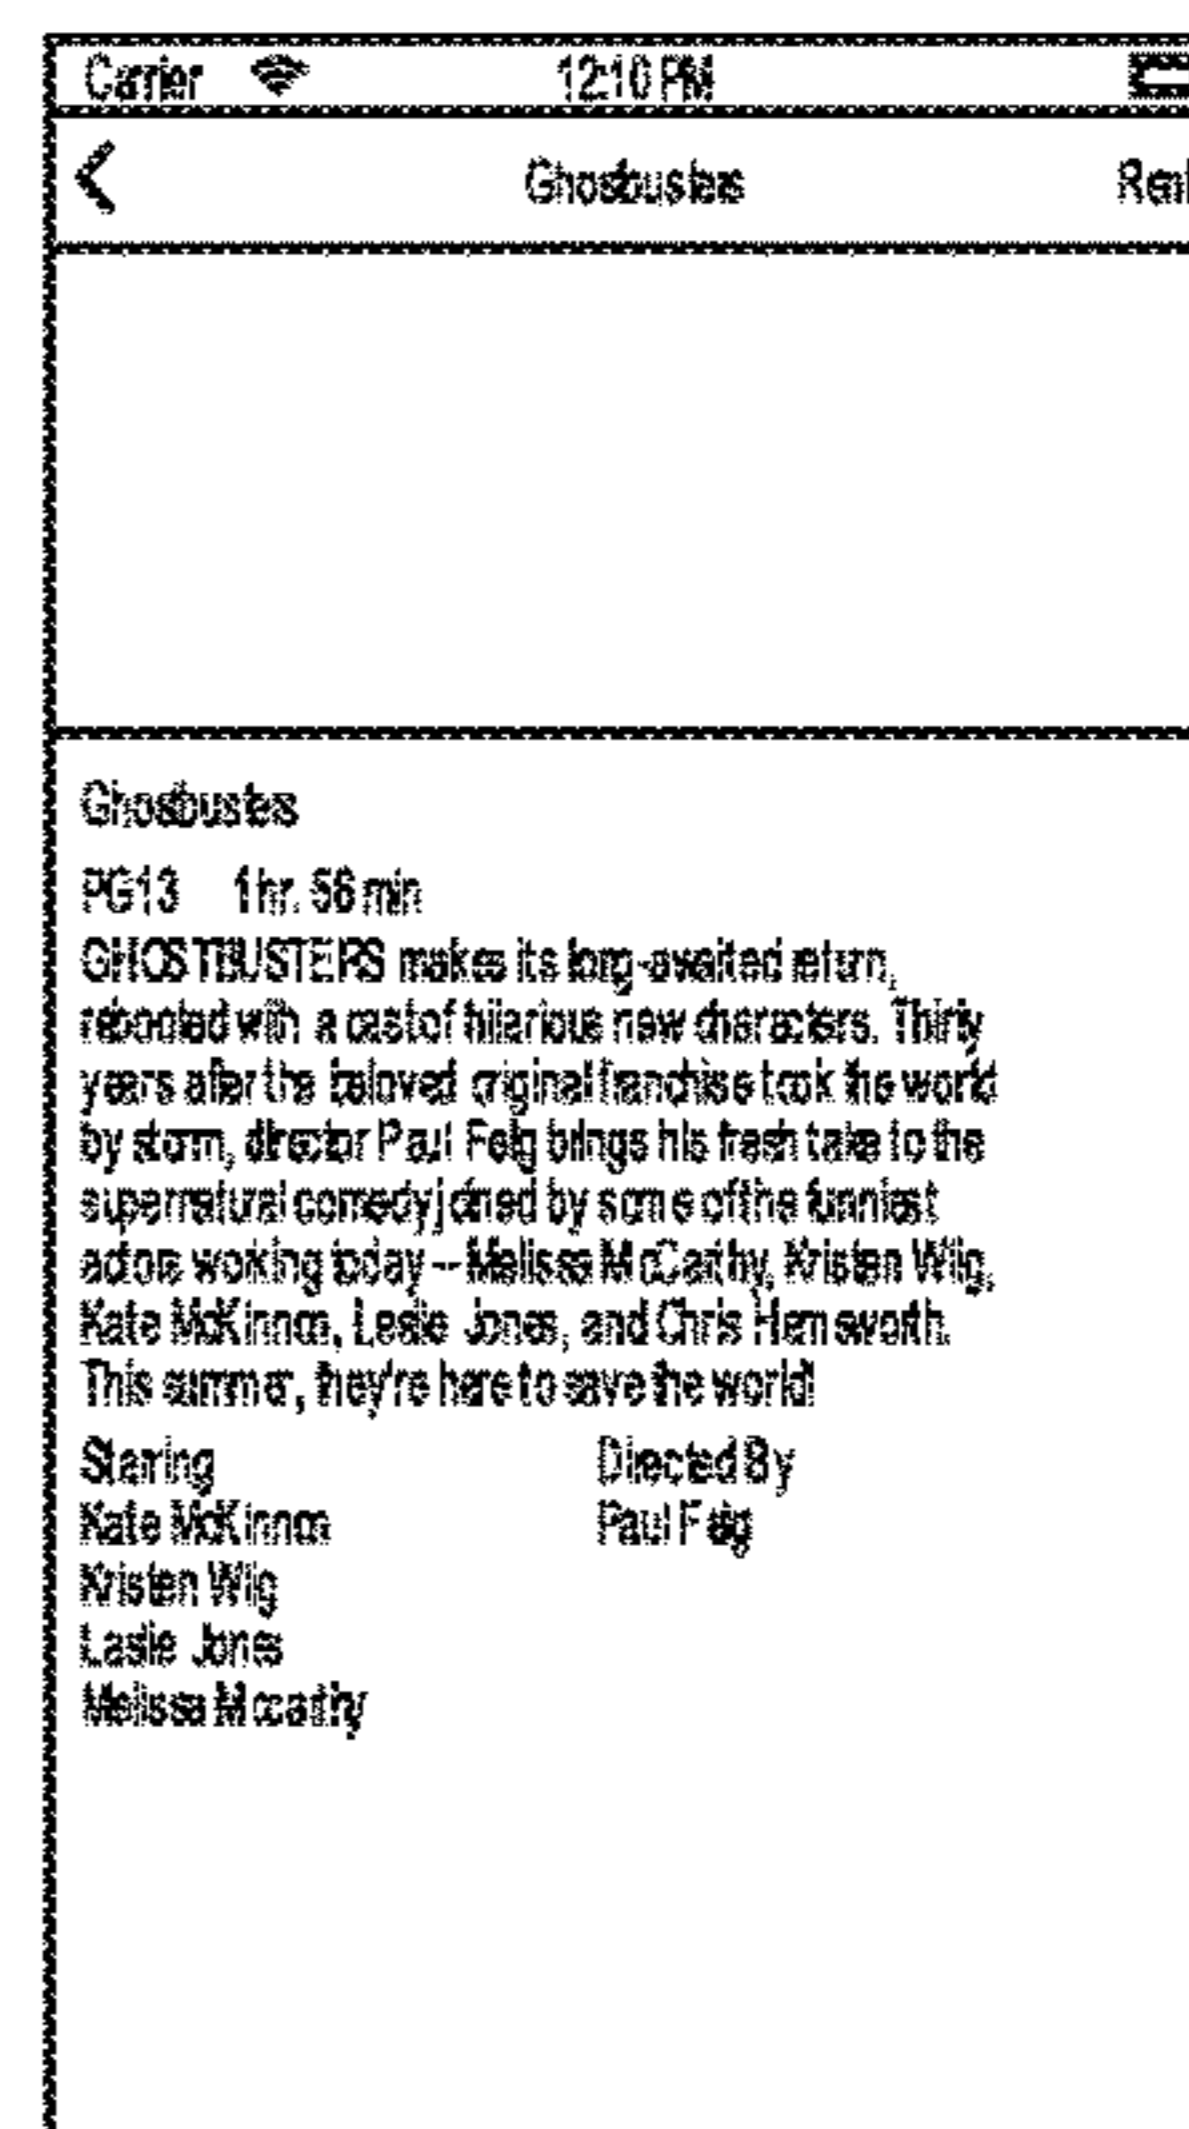 Carrier 12:10 PM
Ghostbusters Rent
Ghostbusters
PG13 1 hr. 56 min
GHOSTBUSTERS makes its long-awaited return,
rebooted with a cast of hilarious new characters. Thirty
years after the beloved original franchise took the world
by storm, director Paul Feig brings his fresh take to the
supernatural comedy joined by some of the funniest
actors working today -- Melissa McCarthy, Kristen Wiig,
Kate McKinnon, Leslie Jones, and Chris Hemsworth.
This summer, they're here to save the world!
Starring Directed By
Kate McKinnon Paul Feig
Kristen Wiig
Leslie Jones
Melissa Mccarthy